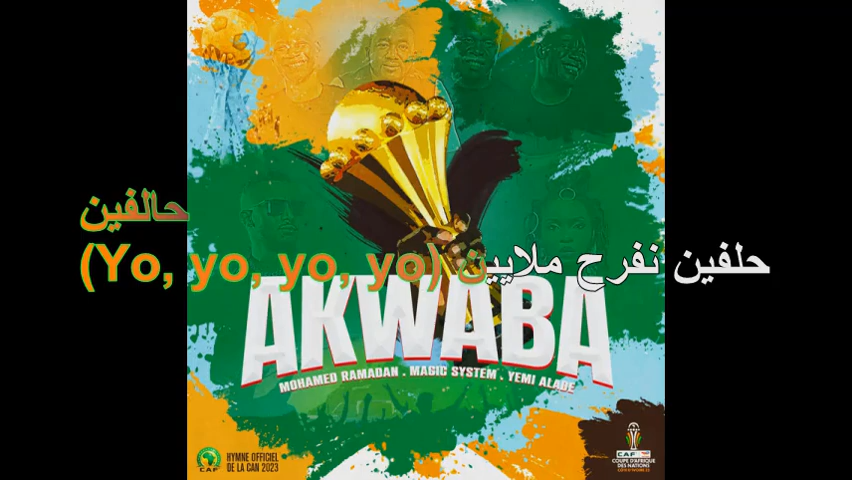 حالفين
حلفين نفرح ملايين (Yo, yo, yo, yo)
AKWABA
MOHAMED RAMADAN . MAGIC SYSTEM . YEMI ALADE
CAF
HYMNE OFFICIEL
DE LA CAN 2023
CAF
COUPE D'AFRIQUE
DES NATIONS